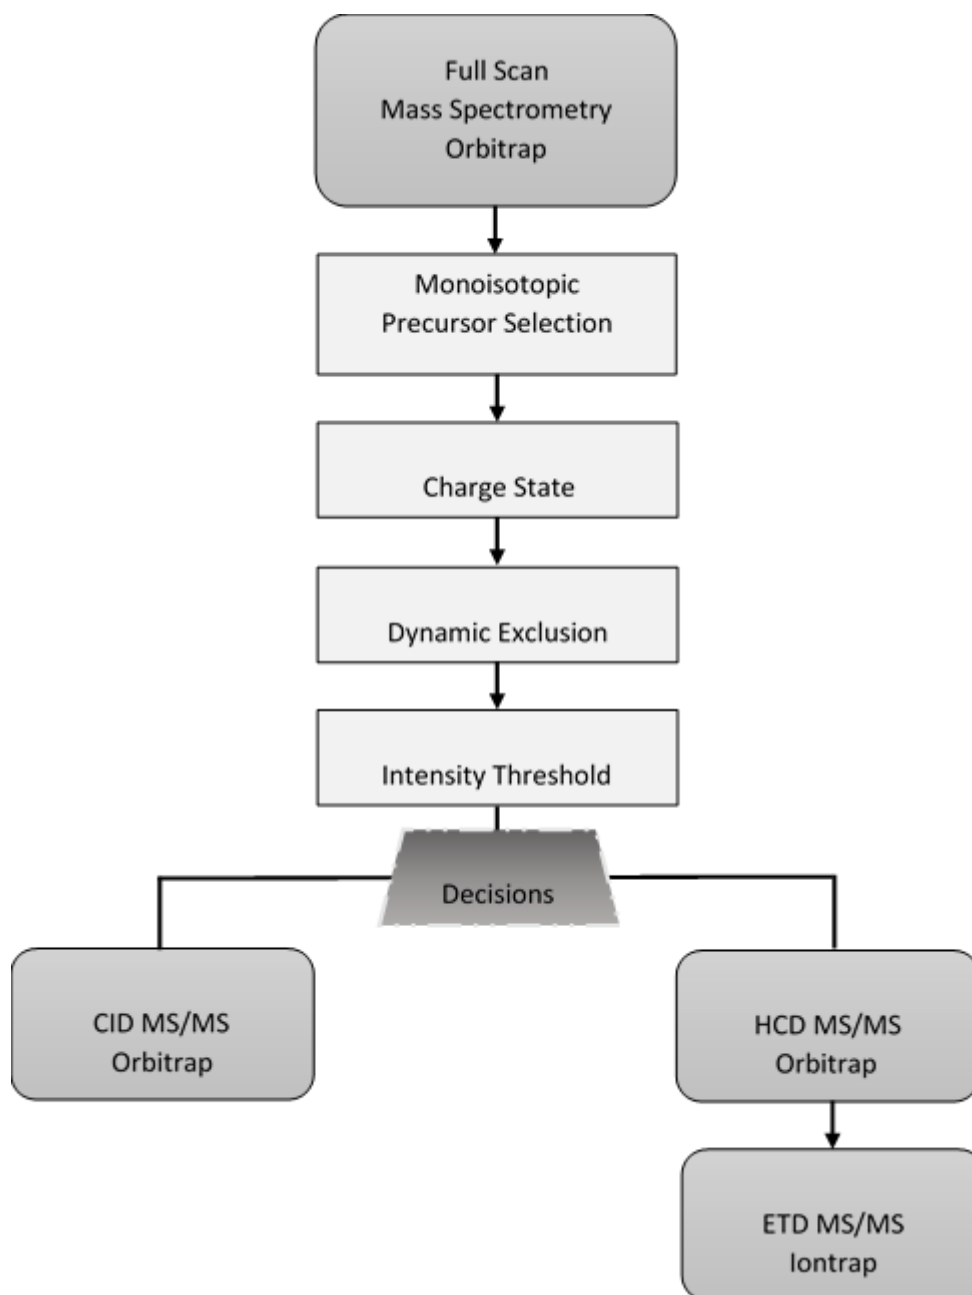 Full Scan
Mass Spectrometry
Orbitrap
Monoisotopic
Precursor Selection
Charge State
Dynamic Exclusion
Intensity Threshold
Decisions
CID MS/MS
Orbitrap
HCD MS/MS
Orbitrap
ETD MS/MS
Iontrap